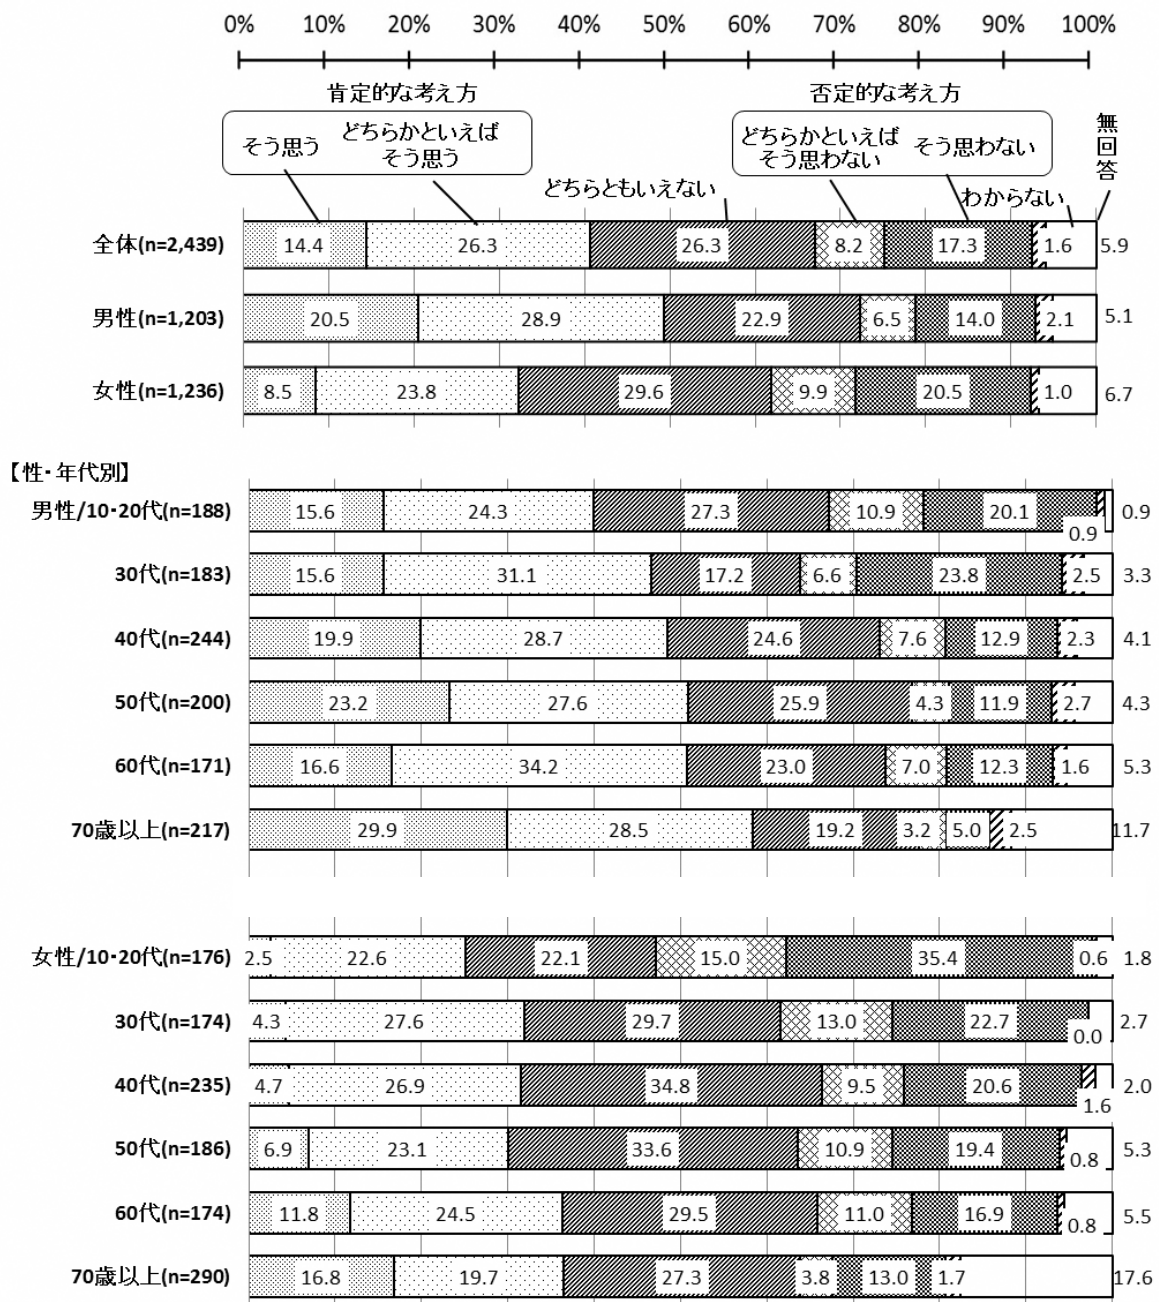 0% 10% 20% 30% 40% 50% 60% 70% 80% 90% 100%
肯定的な考え方 否定的な考え方
そう思う
どちらかといえば
そう思う
どちらともいえない
どちらかといえば
そう思わない
そう思わない
わからない
無回答
全体(n=2,439) 14.4 26.3 26.3 8.2 17.3 1.6 5.9
男性(n=1,203) 20.5 28.9 22.9 6.5 14.0 2.1 5.1
女性(n=1,236) 8.5 23.8 29.6 9.9 20.5 1.0 6.7
【性・年代別】
男性/10・20代(n=188) 15.6 24.3 27.3 10.9 20.1 0.9 0.9
30代(n=183) 15.6 31.1 17.2 6.6 23.8 2.5 3.3
40代(n=244) 19.9 28.7 24.6 7.6 12.9 2.3 4.1
50代(n=200) 23.2 27.6 25.9 4.3 11.9 2.7 4.3
60代(n=171) 16.6 34.2 23.0 7.0 12.3 1.6 5.3
70歳以上(n=217) 29.9 28.5 19.2 3.2 5.0 2.5 11.7
女性/10・20代(n=176) 2.5 22.6 22.1 15.0 35.4 0.6 1.8
30代(n=174) 4.3 27.6 29.7 13.0 22.7 0.0 2.7
40代(n=235) 4.7 26.9 34.8 9.5 20.6 1.6 2.0
50代(n=186) 6.9 23.1 33.6 10.9 19.4 0.8 5.3
60代(n=174) 11.8 24.5 29.5 11.0 16.9 0.8 5.5
70歳以上(n=290) 16.8 19.7 27.3 3.8 13.0 1.7 17.6